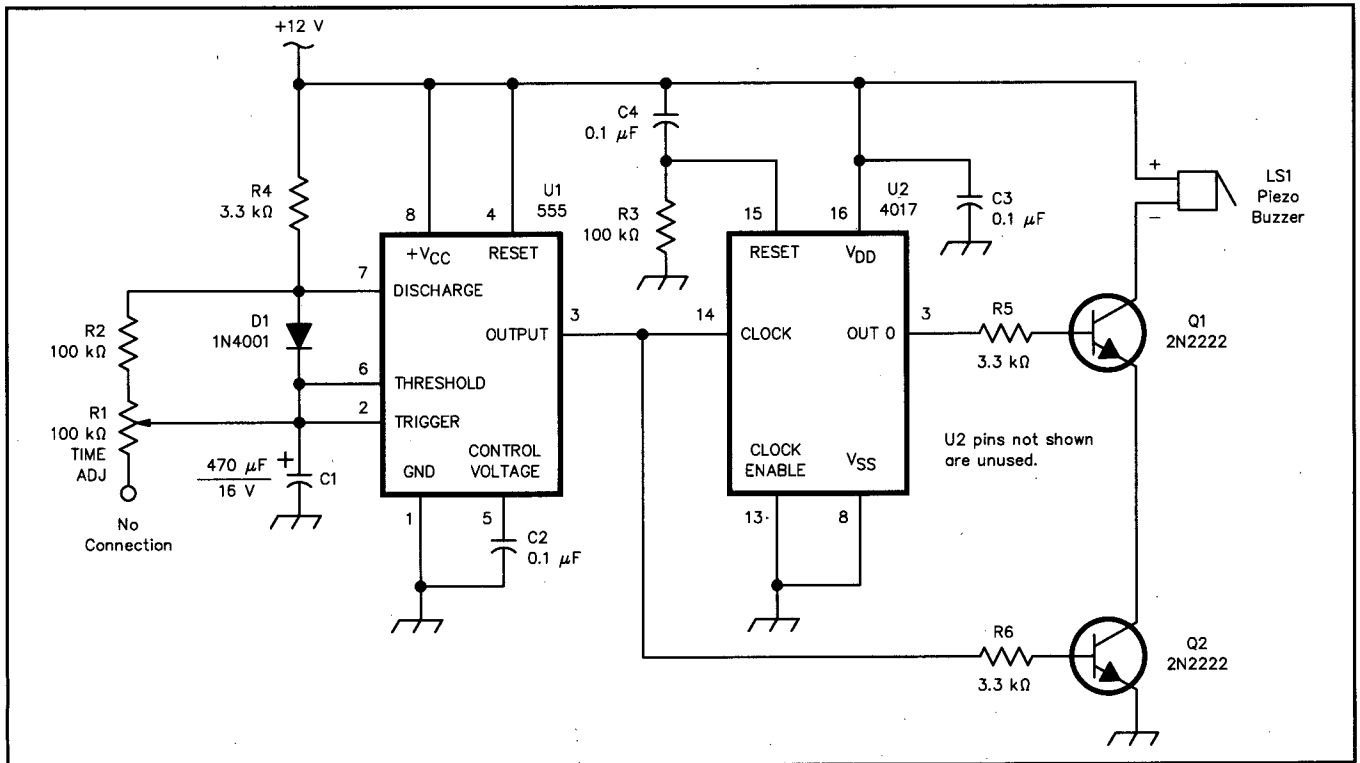 +12 V
C4
0.1 μF
R4
3.3 kΩ
U1
555
8
4
+VCC
RESET
7
DISCHARGE
D1
1N4001
R2
100 kΩ
OUTPUT
3
6
THRESHOLD
2
TRIGGER
R1
100 kΩ
TIME
ADJ
No
Connection
470 μF
16 V
+
C1
GND
CONTROL
VOLTAGE
1
5
C2
0.1 μF
R3
100 kΩ
15
16
U2
4017
C3
0.1 μF
RESET
VDD
14
CLOCK
OUT 0
3
R5
3.3 kΩ
CLOCK
ENABLE
VSS
13
8
U2 pins not shown
are unused.
+
–
LS1
Piezo
Buzzer
Q1
2N2222
R6
3.3 kΩ
Q2
2N2222